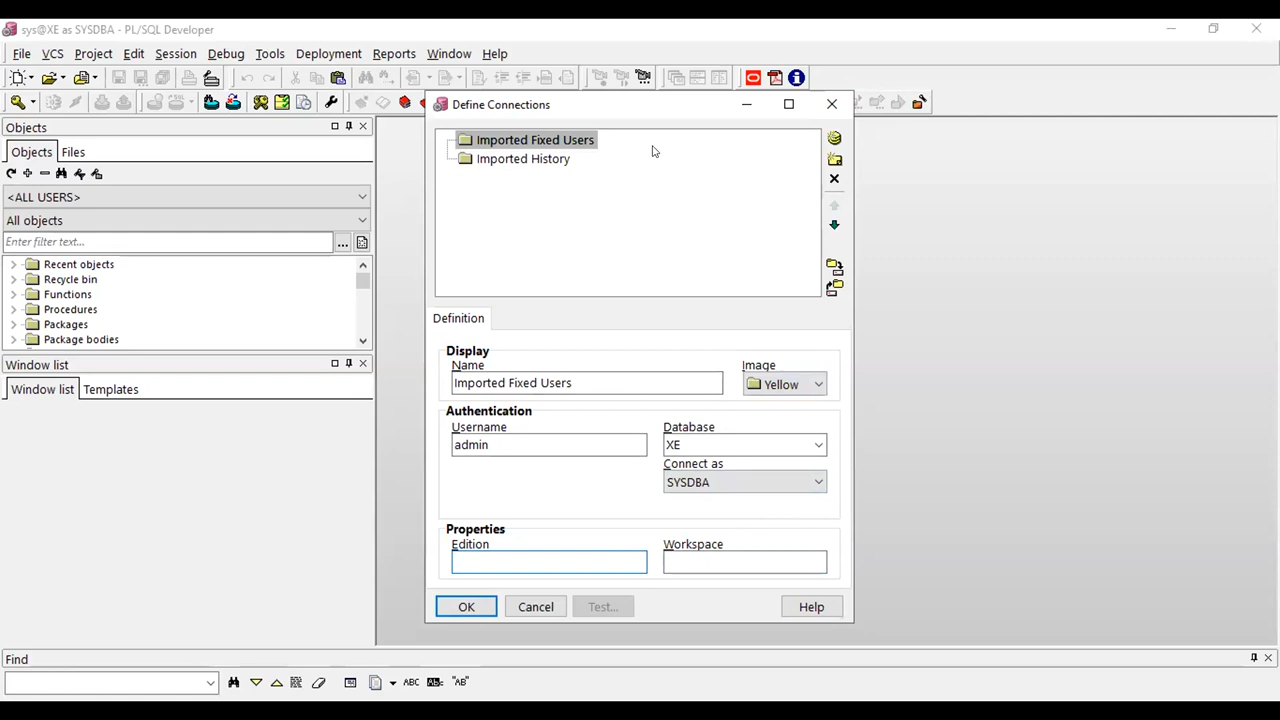 sys@XE as SYSDBA - PL/SQL Developer
File VCS Project Edit Session Debug Tools Deployment Reports Window Help
Objects
Objects Files
<ALL USERS>
All objects
Enter filter text...
Recent objects
Recycle bin
Functions
Procedures
Packages
Package bodies
Window list
Window list Templates
Define Connections
Imported Fixed Users
Imported History
Definition
Display
Name Image
Imported Fixed Users Yellow
Authentication
Username Database
admin XE
Connect as
SYSDBA
Properties
Edition Workspace
OK Cancel Test... Help
Find
ABC "AB"